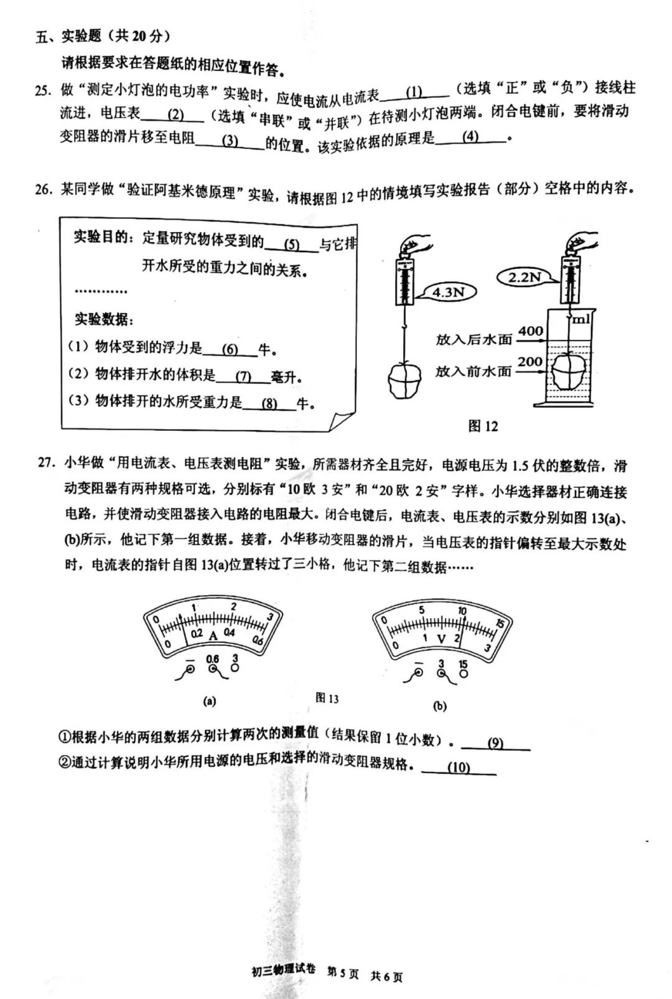 五、实验题（共 20 分）
请根据要求在答题纸的相应位置作答。
25. 做“测定小灯泡的电功率”实验时，应使电流从电流表 (1) （选填“正”或“负”）接线柱
流进，电压表 (2) （选填“串联”或“并联”）在待测小灯泡两端。闭合电键前，要将滑动
变阻器的滑片移至电阻 (3) 的位置。该实验依据的原理是 (4) 。
26. 某同学做“验证阿基米德原理”实验，请根据图 12 中的情境填写实验报告（部分）空格中的内容。
实验目的：定量研究物体受到的 (5) 与它排
开水所受的重力之间的关系。
…………
实验数据：
（1）物体受到的浮力是 (6) 牛。
（2）物体排开水的体积是 (7) 毫升。
（3）物体排开的水所受重力是 (8) 牛。
4.3N
2.2N
ml
放入后水面 400
放入前水面 200
图 12
27. 小华做“用电流表、电压表测电阻”实验，所需器材齐全且完好，电源电压为 1.5 伏的整数倍，滑
动变阻器有两种规格可选，分别标有“10 欧 3 安”和“20 欧 2 安”字样。小华选择器材正确连接
电路，并使滑动变阻器接入电路的电阻最大。闭合电键后，电流表、电压表的示数分别如图 13(a)、
(b)所示，他记下第一组数据。接着，小华移动变阻器的滑片，当电压表的指针偏转至最大示数处
时，电流表的指针自图 13(a)位置转过了三小格，他记下第二组数据……
0 1 2 3
0 0.2 A 0.4 0.6
− 0.6 3
(a)
0 5 10 15
0 1 V 2 3
− 3 15
(b)
图 13
①根据小华的两组数据分别计算两次的测量值（结果保留 1 位小数）。 (9)
②通过计算说明小华所用电源的电压和选择的滑动变阻器规格。 (10)
初三物理试卷 第 5 页 共 6 页